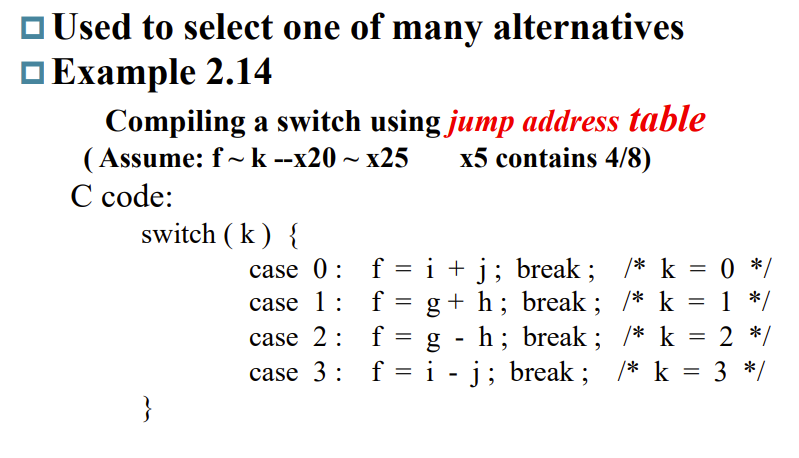 Used to select one of many alternatives
Example 2.14
Compiling a switch using jump address table
( Assume: f ~ k --x20 ~ x25 x5 contains 4/8)
C code:
switch ( k ) {
case 0 : f = i + j ; break ; /* k = 0 */
case 1 : f = g + h ; break ; /* k = 1 */
case 2 : f = g - h ; break ; /* k = 2 */
case 3 : f = i - j ; break ; /* k = 3 */
}